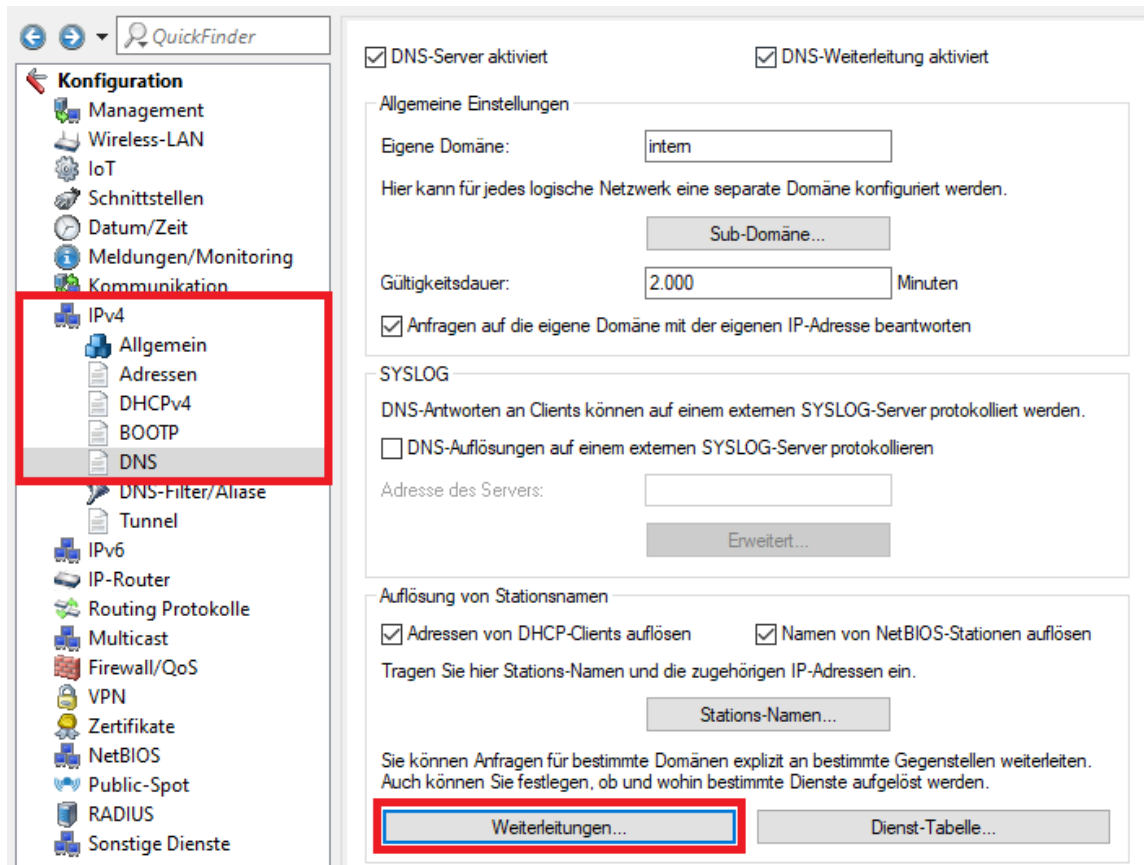 QuickFinder
Konfiguration
Management
Wireless-LAN
IoT
Schnittstellen
Datum/Zeit
Meldungen/Monitoring
Kommunikation
IPv4
Allgemein
Adressen
DHCPv4
BOOTP
DNS
DNS-Filter/Aliase
Tunnel
IPv6
IP-Router
Routing Protokolle
Multicast
Firewall/QoS
VPN
Zertifikate
NetBIOS
Public-Spot
RADIUS
Sonstige Dienste
DNS-Server aktiviert
DNS-Weiterleitung aktiviert
Allgemeine Einstellungen
Eigene Domäne: intern
Hier kann für jedes logische Netzwerk eine separate Domäne konfiguriert werden.
Sub-Domäne...
Gültigkeitsdauer: 2.000 Minuten
Anfragen auf die eigene Domäne mit der eigenen IP-Adresse beantworten
SYSLOG
DNS-Antworten an Clients können auf einem externen SYSLOG-Server protokolliert werden.
DNS-Auflösungen auf einem externen SYSLOG-Server protokollieren
Adresse des Servers:
Erweitert...
Auflösung von Stationsnamen
Adressen von DHCP-Clients auflösen
Namen von NetBIOS-Stationen auflösen
Tragen Sie hier Stations-Namen und die zugehörigen IP-Adressen ein.
Stations-Namen...
Sie können Anfragen für bestimmte Domänen explizit an bestimmte Gegenstellen weiterleiten.
Auch können Sie festlegen, ob und wohin bestimmte Dienste aufgelöst werden.
Weiterleitungen...
Dienst-Tabelle...